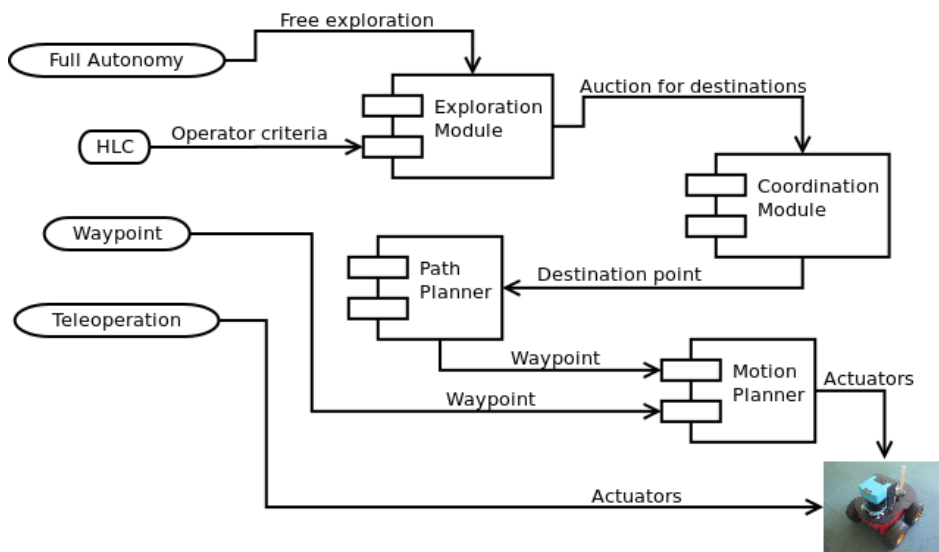 Free exploration
Full Autonomy
Auction for destinations
Exploration
Module
Operator criteria
HLC
Coordination
Module
Waypoint
Path
Planner
Destination point
Teleoperation
Waypoint
Motion
Planner
Actuators
Waypoint
Actuators